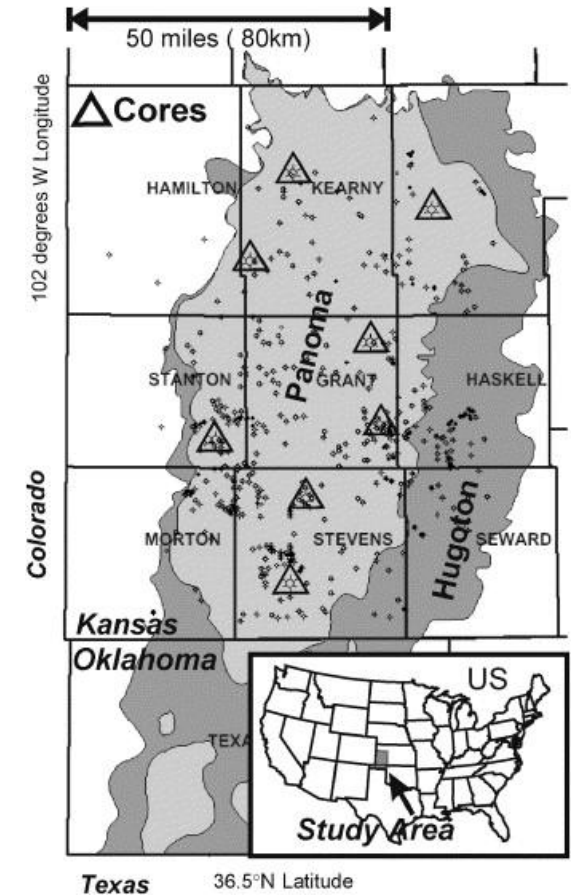 50 miles ( 80km)
Cores
102 degrees W Longitude
HAMILTON
KEARNY
Panoma
STANTON
GRANT
HASKELL
Hugoton
MORTON
STEVENS
SEWARD
Colorado
Kansas
Oklahoma
US
TEXA
Study Area
Texas
36.5°N Latitude